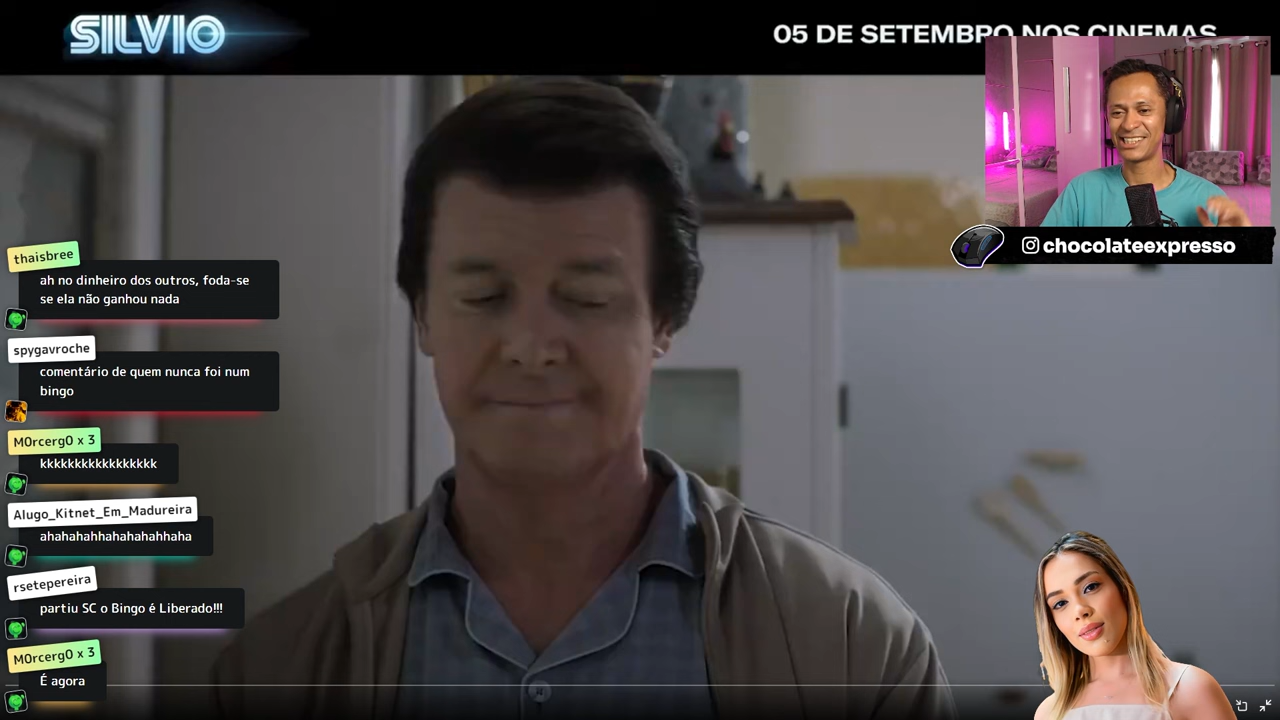 SILVIO
05 DE SETEMBRO NOS CINEMAS
chocolateexpresso
thaisbree
ah no dinheiro dos outros, foda-se
se ela não ganhou nada
spygavroche
comentário de quem nunca foi num
bingo
M0rcerg0 x 3
kkkkkkkkkkkkkkkkk
Alugo_Kitnet_Em_Madureira
ahahahahhahahahahhaha
rsetepereira
partiu SC o Bingo é Liberado!!!
M0rcerg0 x 3
É agora